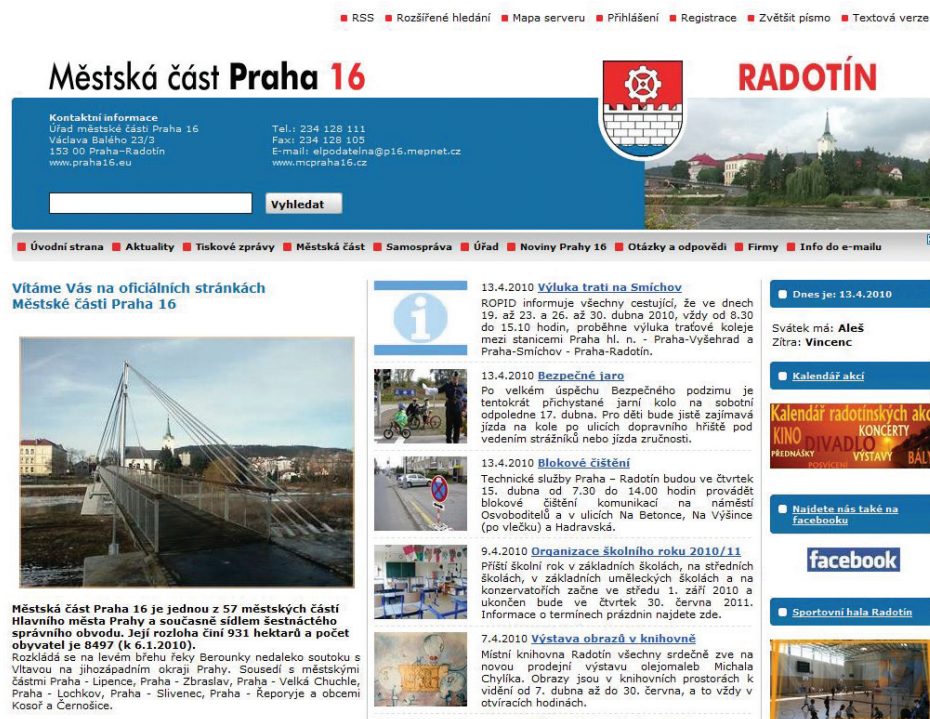 RSS Rozšířené hledání Mapa serveru Přihlášení Registrace Zvětšit písmo Textová verze
Městská část Praha 16
RADOTÍN
Kontaktní informace
Úřad městské části Praha 16
Václava Balého 23/3
153 00 Praha-Radotín
www.praha16.eu
Tel.: 234 128 111
Fax: 234 128 105
E-mail: elpodatelna@p16.mepnet.cz
www.mcpraha16.cz
Vyhledat
Úvodní strana Aktuality Tiskové zprávy Městská část Samospráva Úřad Noviny Prahy 16 Otázky a odpovědi Firmy Info do e-mailu
Vítáme Vás na oficiálních stránkách
Městské části Praha 16
Městská část Praha 16 je jednou z 57 městských částí
Hlavního města Prahy a současně sídlem šestnáctého
správního obvodu. Její rozloha činí 931 hektarů a počet
obyvatel je 8497 (k 6.1.2010).
Rozkládá se na levém břehu řeky Berounky nedaleko soutoku s
Vltavou na jihozápadním okraji Prahy. Sousedí s městskými
částmi Praha - Lipence, Praha - Zbraslav, Praha - Velká Chuchle,
Praha - Lochkov, Praha - Slivenec, Praha - Řeporyje a obcemi
Kosoř a Černošice.
13.4.2010 Výluka trati na Smíchov
ROPID informuje všechny cestující, že ve dnech
19. až 23. a 26. až 30. dubna 2010, vždy od 8.30
do 15.10 hodin, proběhne výluka traťové koleje
mezi stanicemi Praha hl. n. - Praha-Vyšehrad a
Praha-Smíchov - Praha-Radotín.
13.4.2010 Bezpečné jaro
Po velkém úspěchu Bezpečného podzimu je
tentokrát přichystané jarní kolo na sobotní
odpoledne 17. dubna. Pro děti bude jistě zajímavá
jízda na kole po ulicích dopravního hřiště pod
vedením strážníků nebo jízda zručnosti.
13.4.2010 Blokové čištění
Technické služby Praha – Radotín budou ve čtvrtek
15. dubna od 7.30 do 14.00 hodin provádět
blokové čištění komunikací na náměstí
Osvoboditelů a v ulicích Na Betonce, Na Výšince
(po vlečku) a Hadravská.
9.4.2010 Organizace školního roku 2010/11
Příští školní rok v základních školách, na středních
školách, v základních uměleckých školách a na
konzervatořích začne ve středu 1. září 2010 a
ukončen bude ve čtvrtek 30. června 2011.
Informace o termínech prázdnin najdete zde.
7.4.2010 Výstava obrazů v knihovně
Místní knihovna Radotín všechny srdečně zve na
novou prodejní výstavu olejomaleb Michala
Chylíka. Obrazy jsou v knihovních prostorách k
vidění od 7. dubna až do 30. června, a to vždy v
otvíracích hodinách.
Dnes je: 13.4.2010
Svátek má: Aleš
Zítra: Vincenc
Kalendář akcí
Kalendář radotínských akc
KINO DIVADLO KONCERTY
PŘEDNÁŠKY VÝSTAVY BÁL
POSVÍCENÍ
Najdete nás také na
facebooku
facebook
Sportovní hala Radotín